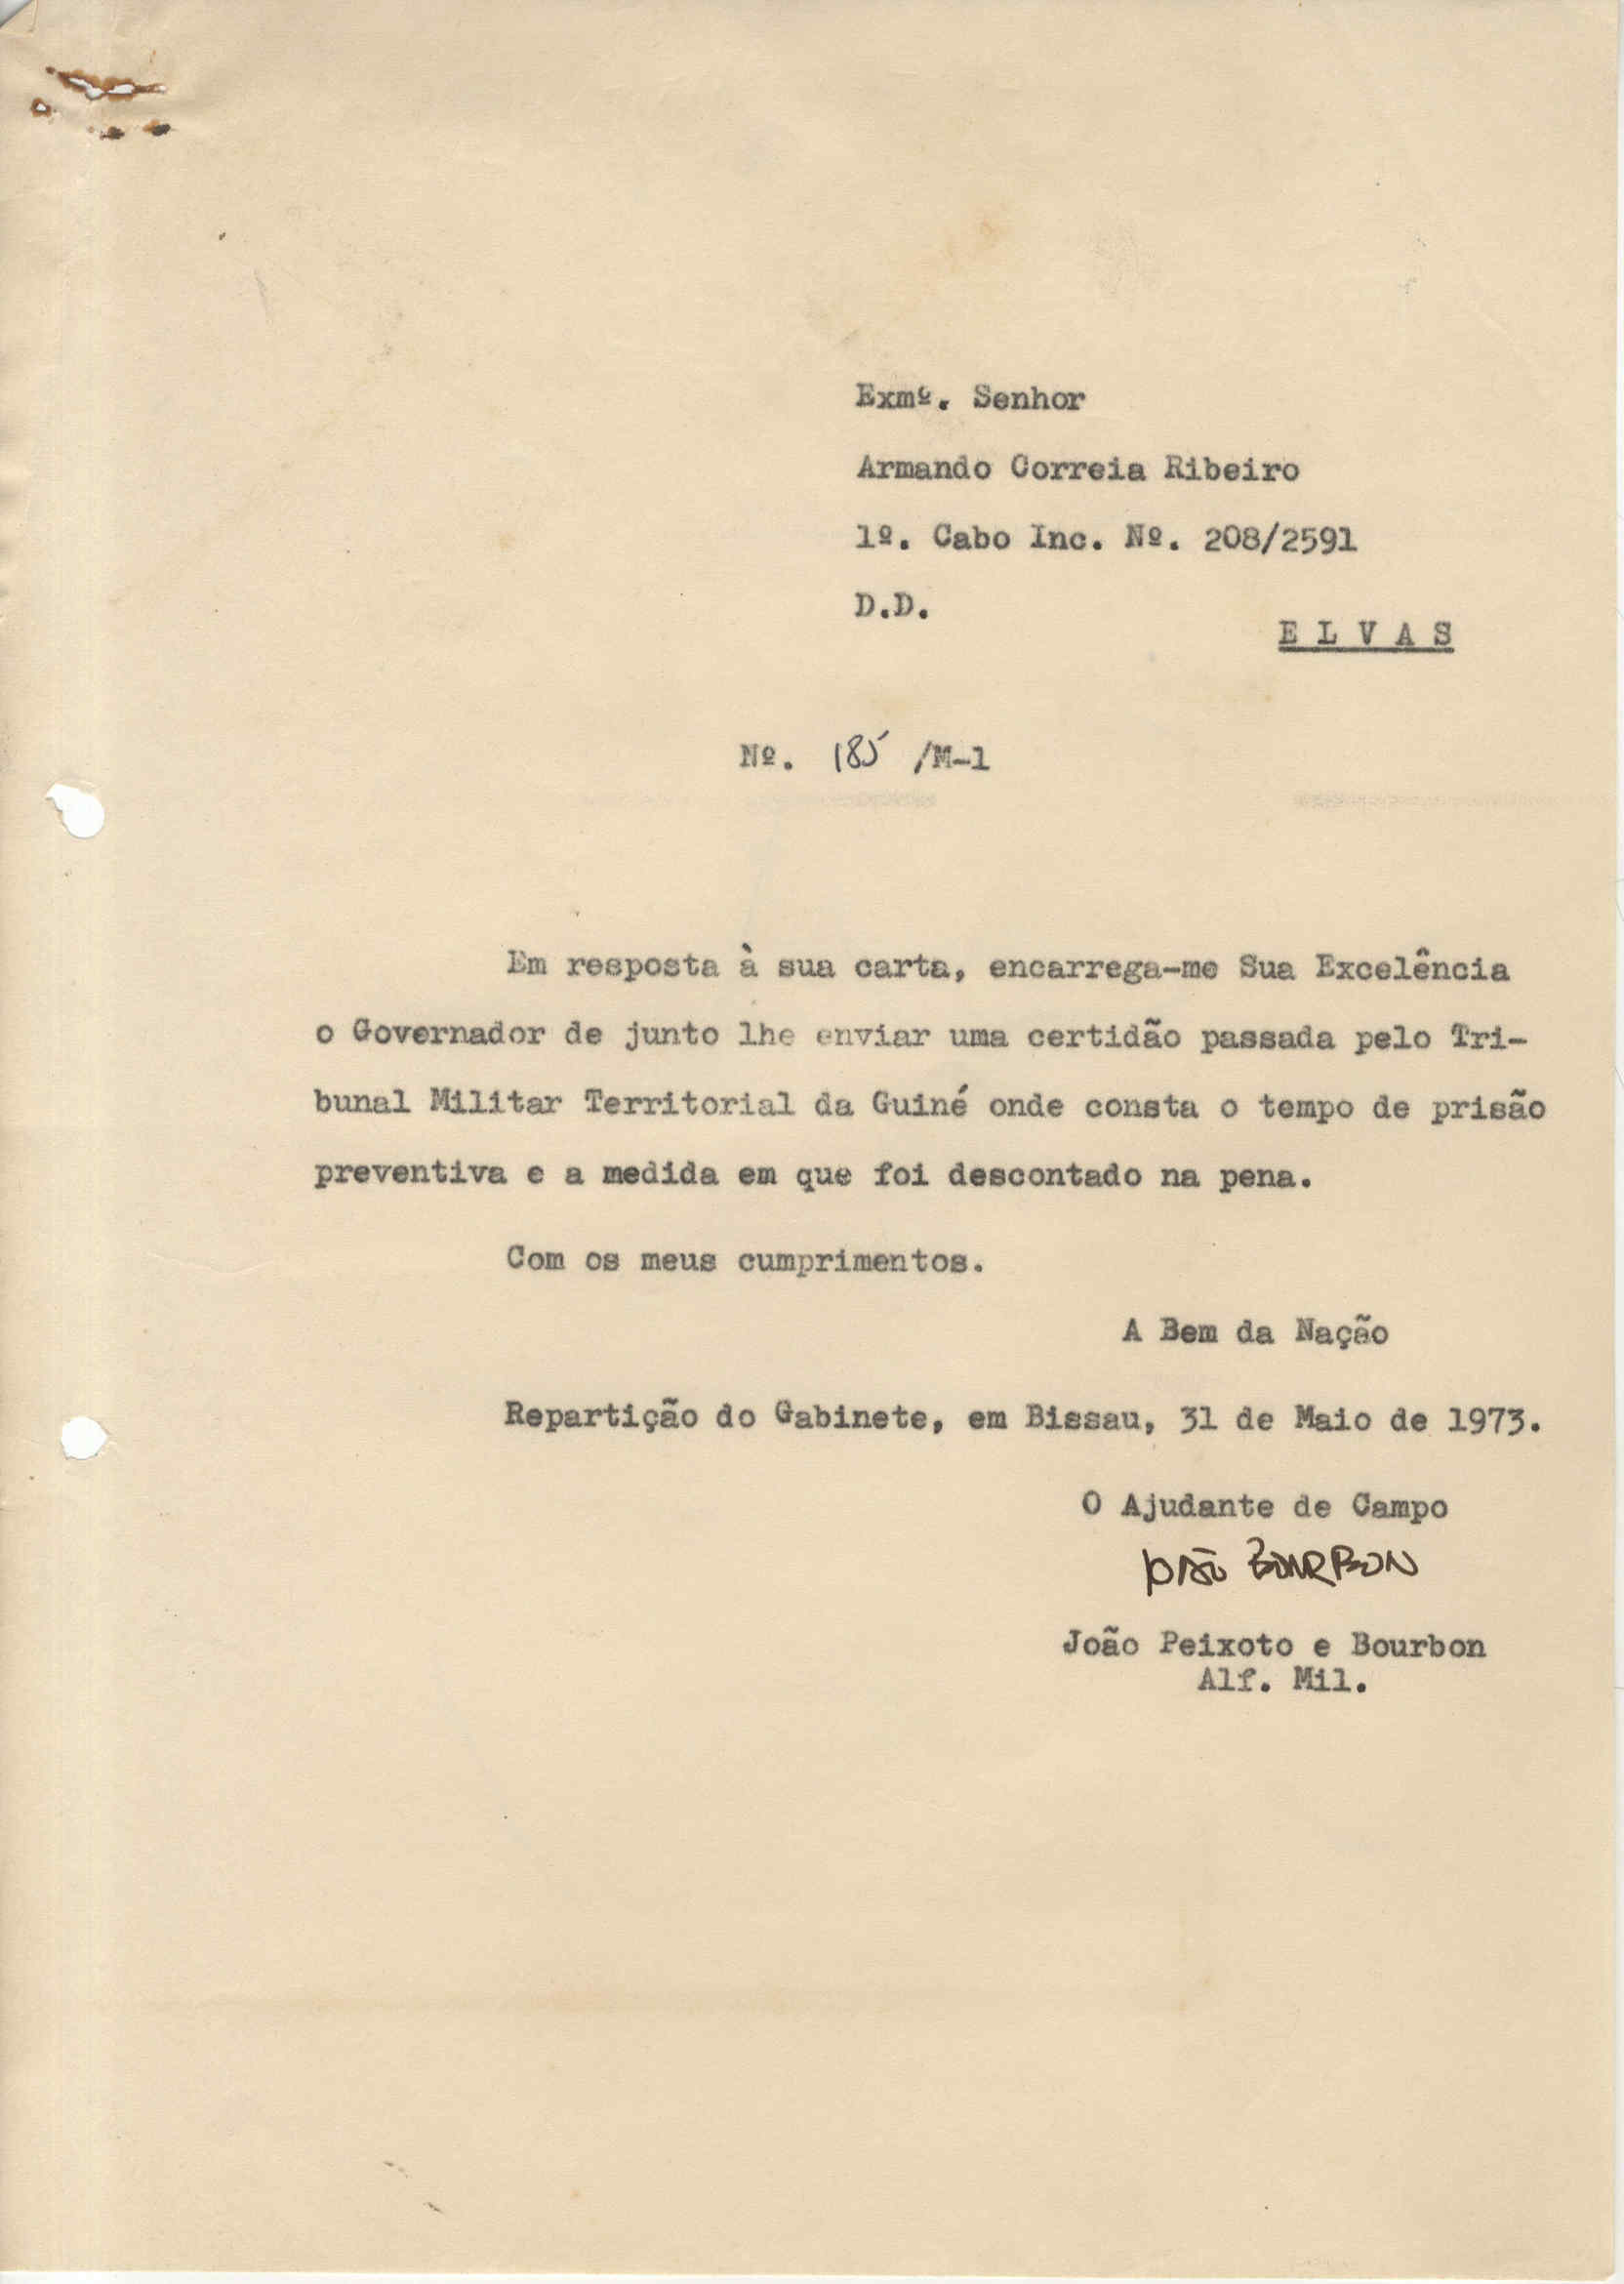 Exmº. Senhor
Armando Correia Ribeiro
1º. Cabo Inc. Nº. 208/2591
D.D.
E L V A S
Nº. 185 /M-1
Em resposta à sua carta, encarrega-me Sua Excelência
o Governador de junto lhe enviar uma certidão passada pelo Tri-
bunal Militar Territorial da Guiné onde consta o tempo de prisão
preventiva e a medida em que foi descontado na pena.
Com os meus cumprimentos.
A Bem da Nação
Repartição do Gabinete, em Bissau, 31 de Maio de 1973.
O Ajudante de Campo
João Bourbon
João Peixoto e Bourbon
Alf. Mil.